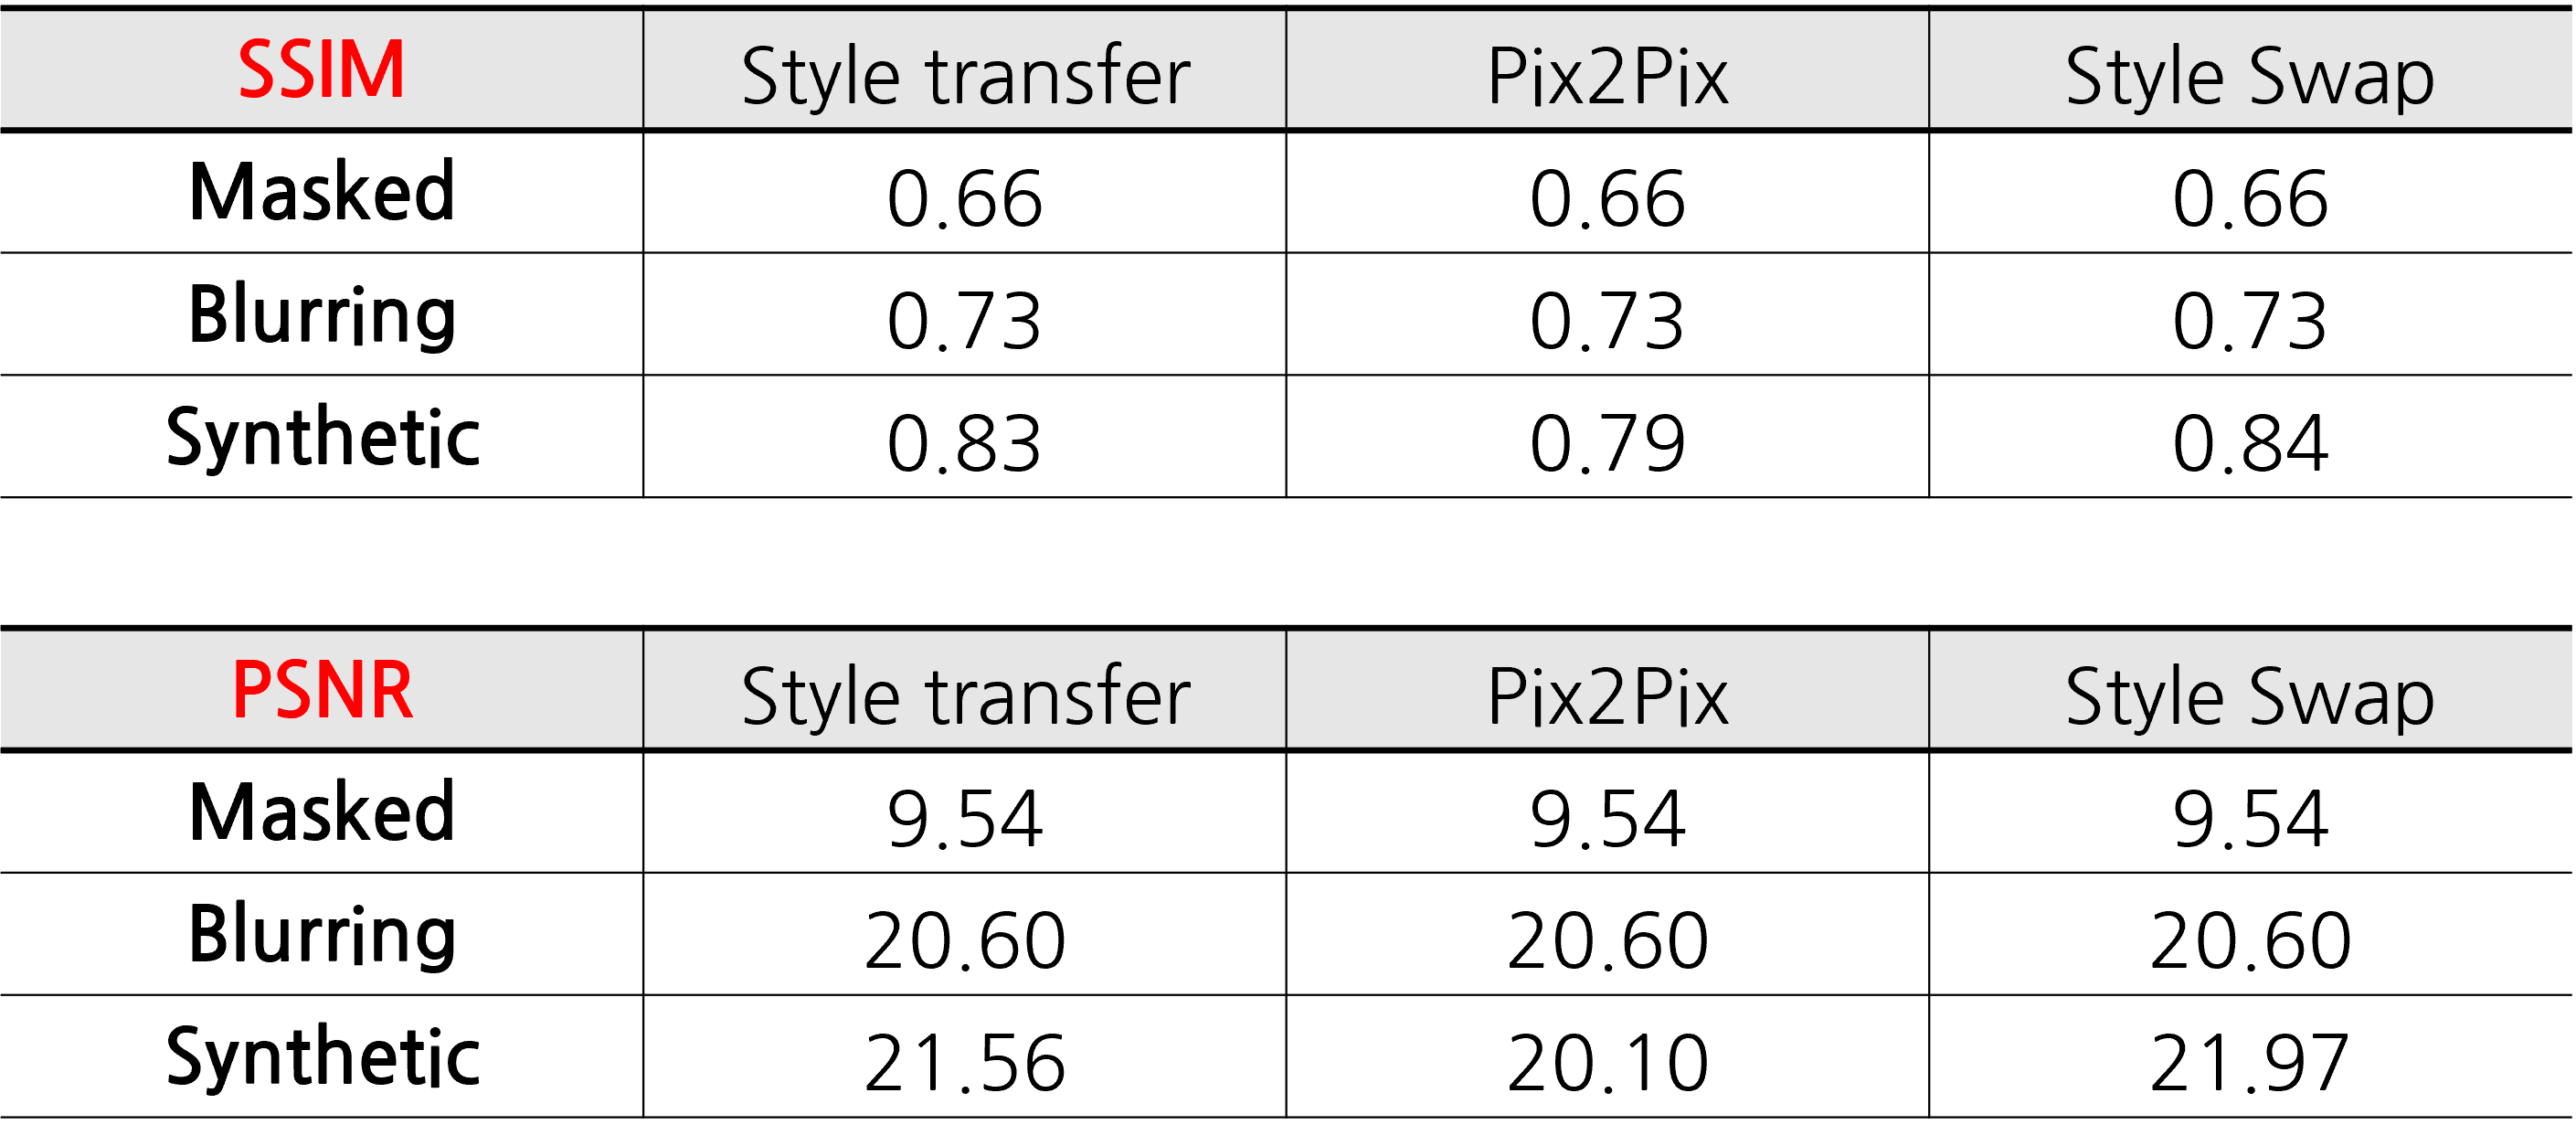 SSIM Style transfer Pix2Pix Style Swap
Masked 0.66 0.66 0.66
Blurring 0.73 0.73 0.73
Synthetic 0.83 0.79 0.84
PSNR Style transfer Pix2Pix Style Swap
Masked 9.54 9.54 9.54
Blurring 20.60 20.60 20.60
Synthetic 21.56 20.10 21.97